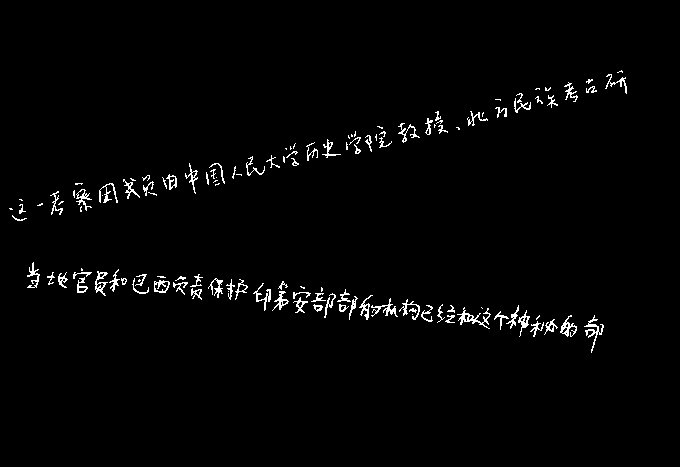 这一考察团成员由中国人民大学历史学院教授、北方民族考古研
当地官员和巴西负责保护印第安部部的机构已经和这个神秘的部